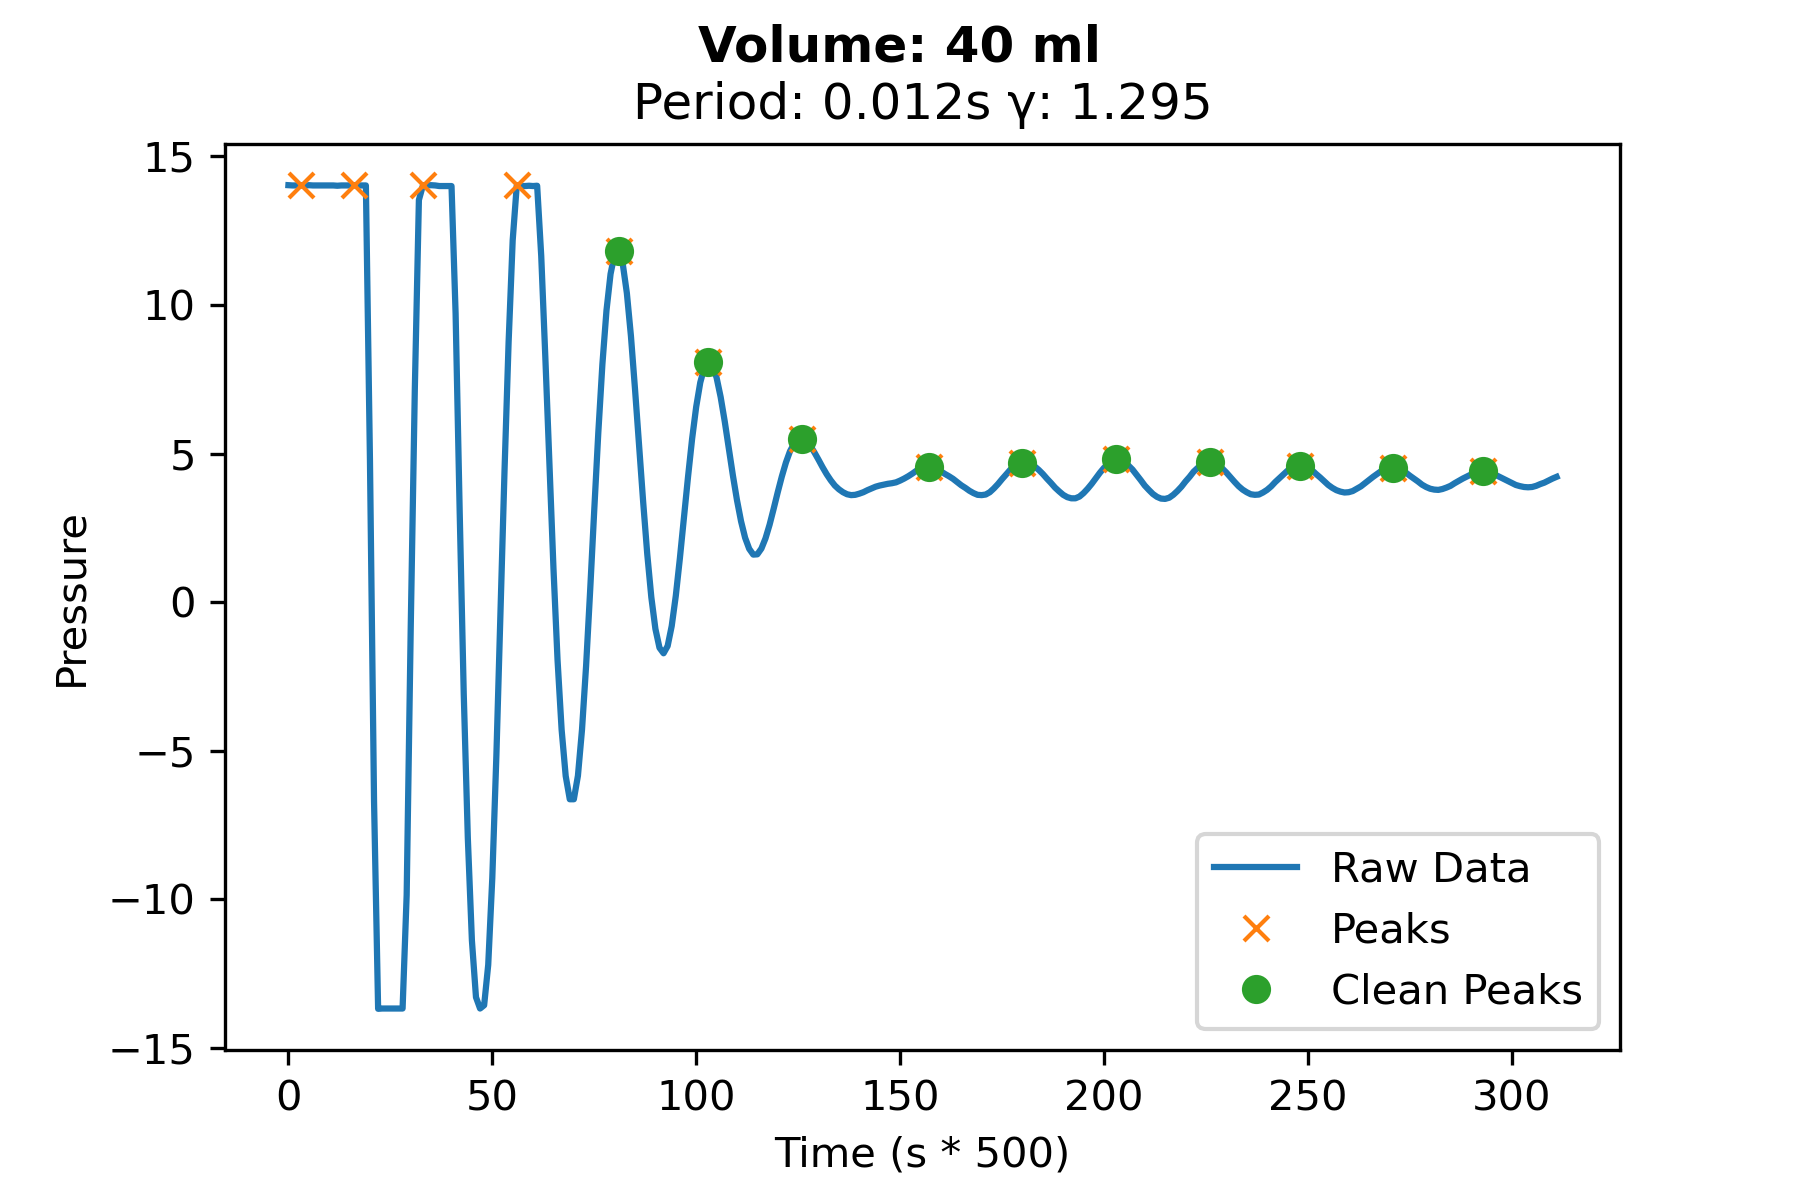 Volume: 40 ml
Period: 0.012s γ: 1.295
15
10
5
0
−5
−10
−15
Pressure
0 50 100 150 200 250 300
Time (s * 500)
Raw Data
Peaks
Clean Peaks